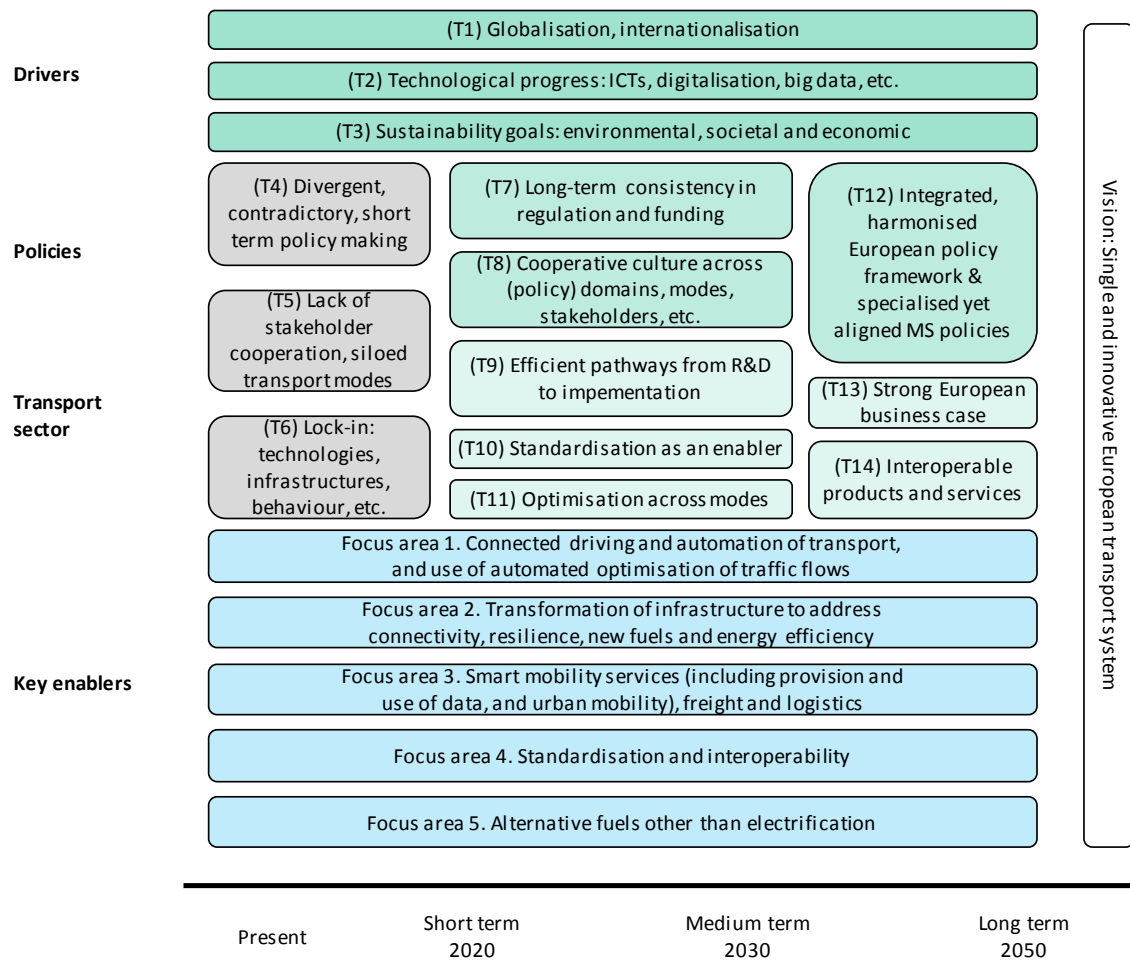 (T1) Globalisation, internationalisation
Drivers
(T2) Technological progress: ICTs, digitalisation, big data, etc.
(T3) Sustainability goals: environmental, societal and economic
Policies
(T4) Divergent,
contradictory, short
term policy making
(T7) Long-term consistency in
regulation and funding
(T12) Integrated,
harmonised
European policy
framework &
specialised yet
aligned MS policies
(T8) Cooperative culture across
(policy) domains, modes,
stakeholders, etc.
(T5) Lack of
stakeholder
cooperation, siloed
transport modes
Transport
sector
(T9) Efficient pathways from R&D
to impementation
(T13) Strong European
business case
(T6) Lock-in:
technologies,
infrastructures,
behaviour, etc.
(T10) Standardisation as an enabler
(T11) Optimisation across modes
(T14) Interoperable
products and services
Key enablers
Focus area 1. Connected driving and automation of transport,
and use of automated optimisation of traffic flows
Focus area 2. Transformation of infrastructure to address
connectivity, resilience, new fuels and energy efficiency
Focus area 3. Smart mobility services (including provision and
use of data, and urban mobility), freight and logistics
Focus area 4. Standardisation and interoperability
Focus area 5. Alternative fuels other than electrification
Vision: Single and innovative European transport system
Present
Short term
2020
Medium term
2030
Long term
2050